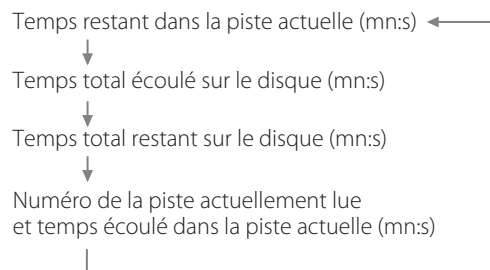 Temps restant dans la piste actuelle (mn:s)
Temps total écoulé sur le disque (mn:s)
Temps total restant sur le disque (mn:s)
Numéro de la piste actuellement lue
et temps écoulé dans la piste actuelle (mn:s)